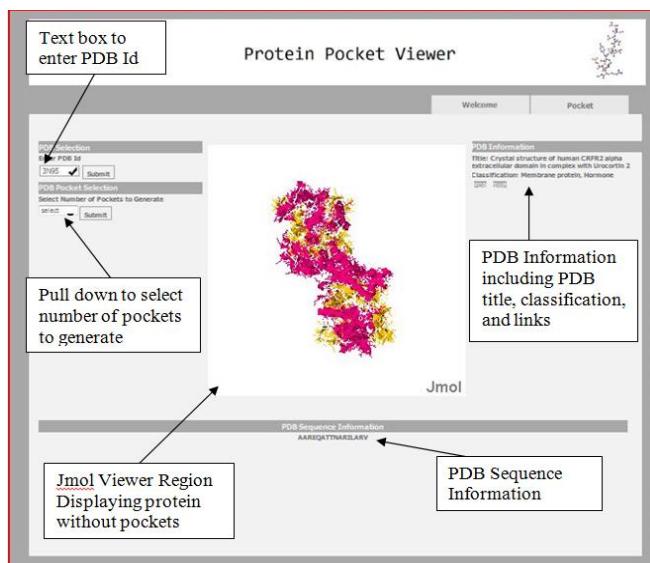 Text box to
enter PDB Id
Protein Pocket Viewer
Welcome
Pocket
PDB Selection
Enter PDB Id
3N95
Submit
PDB Pocket Selection
Select Number of Pockets to Generate
select
Submit
PDB Information
Title: Crystal structure of human CRFR2 alpha
extracellular domain in complex with Urocortin 2
Classification: Membrane protein, Hormone
PDB Information
including PDB
title, classification,
and links
Pull down to select
number of pockets
to generate
Jmol
PDB Sequence Information
AAREQATTNARILARV
Jmol Viewer Region
Displaying protein
without pockets
PDB Sequence
Information